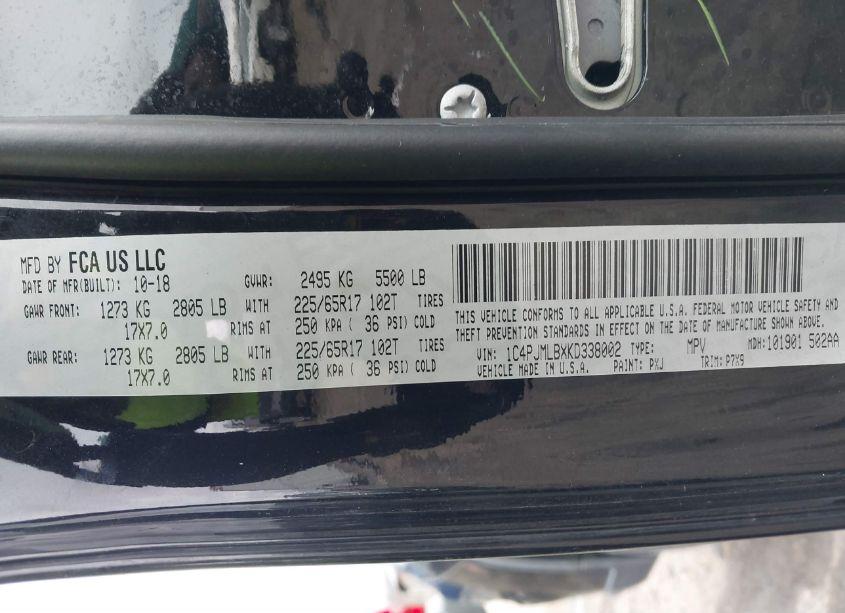 MFD BY FCA US LLC
DATE OF MFR(BUILT): 10-18 GVWR: 2495 KG 5500 LB
GAWR FRONT: 1273 KG 2805 LB WITH 225/65R17 102T TIRES
17X7.0 RIMS AT 250 KPA ( 36 PSI) COLD
GAWR REAR: 1273 KG 2805 LB WITH 225/65R17 102T TIRES
17X7.0 RIMS AT 250 KPA ( 36 PSI) COLD
THIS VEHICLE CONFORMS TO ALL APPLICABLE U.S.A. FEDERAL MOTOR VEHICLE SAFETY AND
THEFT PREVENTION STANDARDS IN EFFECT ON THE DATE OF MANUFACTURE SHOWN ABOVE.
VIN: 1C4PJMLBXKD338002 TYPE: MPV MDH:101901 502AA
VEHICLE MADE IN U.S.A. PAINT: PXJ TRIM: P7X9